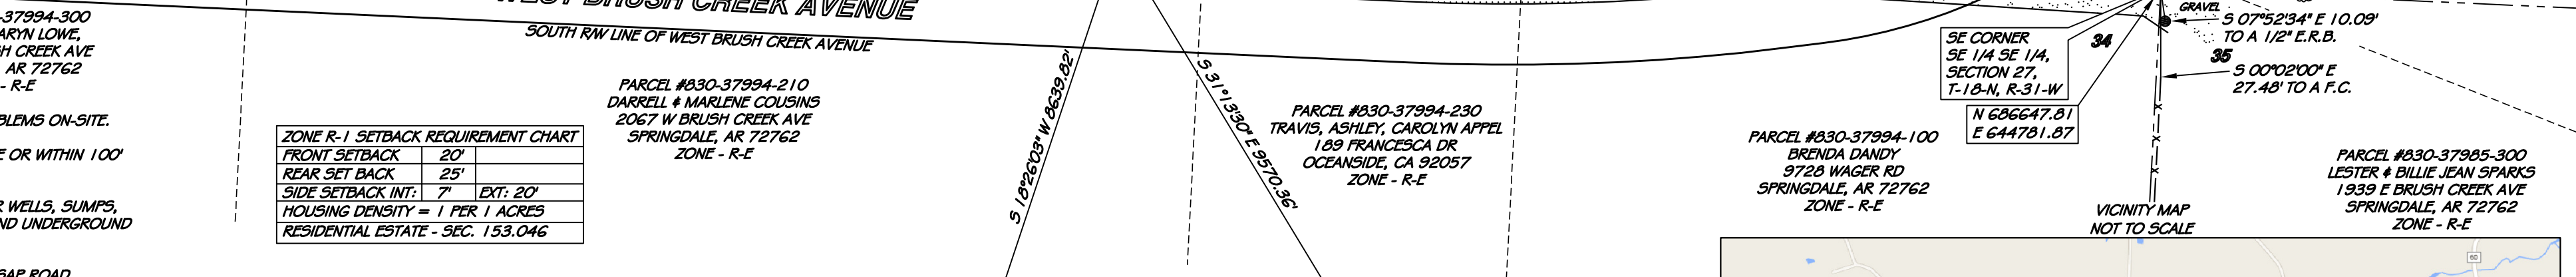 WEST BRUSH CREEK AVENUE
SOUTH R/W LINE OF WEST BRUSH CREEK AVENUE
-37994-300
ARYN LOWE,
SH CREEK AVE
AR 72762
- R-E
BLEMS ON-SITE.
E OR WITHIN 100'
R WELLS, SUMPS,
ND UNDERGROUND
GAP ROAD
ZONE R-1 SETBACK REQUIREMENT CHART
FRONT SETBACK 20'
REAR SET BACK 25'
SIDE SETBACK INT: 7' EXT: 20'
HOUSING DENSITY = 1 PER 1 ACRES
RESIDENTIAL ESTATE - SEC. 153.046
PARCEL #830-37994-210
DARRELL & MARLENE COUSINS
2067 W BRUSH CREEK AVE
SPRINGDALE, AR 72762
ZONE - R-E
S 18°26'03" W 8639.82'
S 31°13'30" E 9570.36'
PARCEL #830-37994-230
TRAVIS, ASHLEY, CAROLYN APPEL
189 FRANCESCA DR
OCEANSIDE, CA 92057
ZONE - R-E
PARCEL #830-37994-100
BRENDA DANDY
9728 WAGER RD
SPRINGDALE, AR 72762
ZONE - R-E
SE CORNER
SE 1/4 SE 1/4,
SECTION 27,
T-18-N, R-31-W
N 686647.81
E 644781.87
34
35
GRAVEL
S 07°52'34" E 10.09'
TO A 1/2" E.R.B.
S 00°02'00" E
27.48' TO A F.C.
X
X
X
PARCEL #830-37985-300
LESTER & BILLIE JEAN SPARKS
1939 E BRUSH CREEK AVE
SPRINGDALE, AR 72762
ZONE - R-E
VICINITY MAP
NOT TO SCALE
60